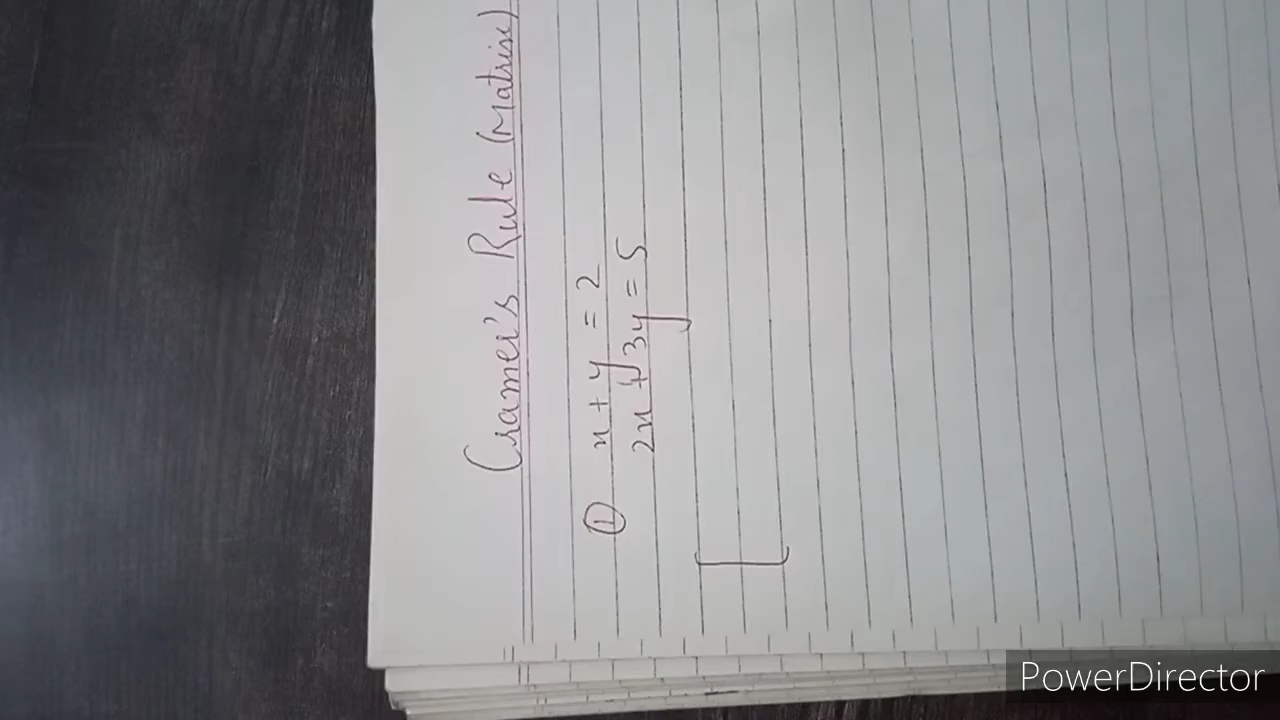 Cramer's Rule (Matrix)
① x + y = 2
2x + 3y = 5
[
PowerDirector